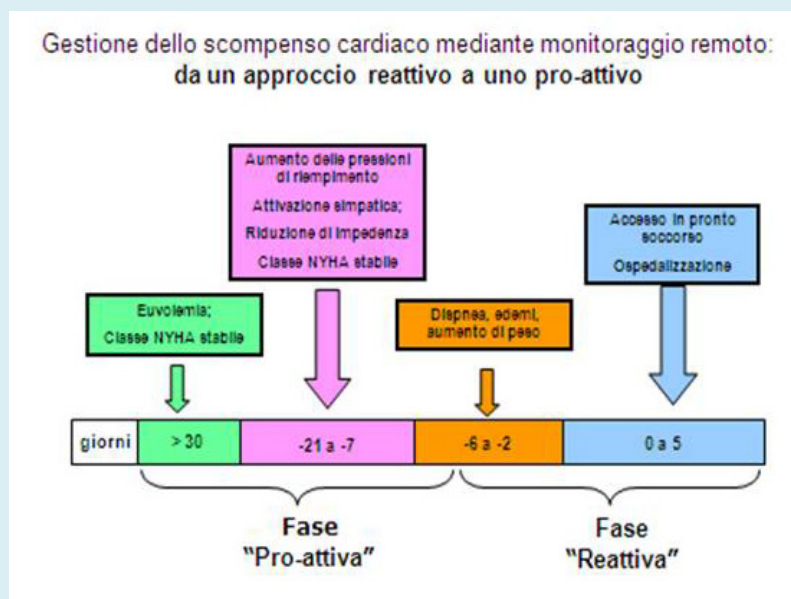 Gestione dello scompenso cardiaco mediante monitoraggio remoto:
da un approccio reattivo a uno pro-attivo
Aumento delle pressioni
di riempimento
Attivazione simpatica;
Riduzione di impedenza
Classe NYHA stabile
Accesso in pronto
soccorso
Ospedalizzazione
Euvolemia;
Classe NYHA stabile
Dispnea, edemi,
aumento di peso
giorni
> 30
-21 a -7
-6 a -2
0 a 5
Fase
"Pro-attiva"
Fase
"Reattiva"